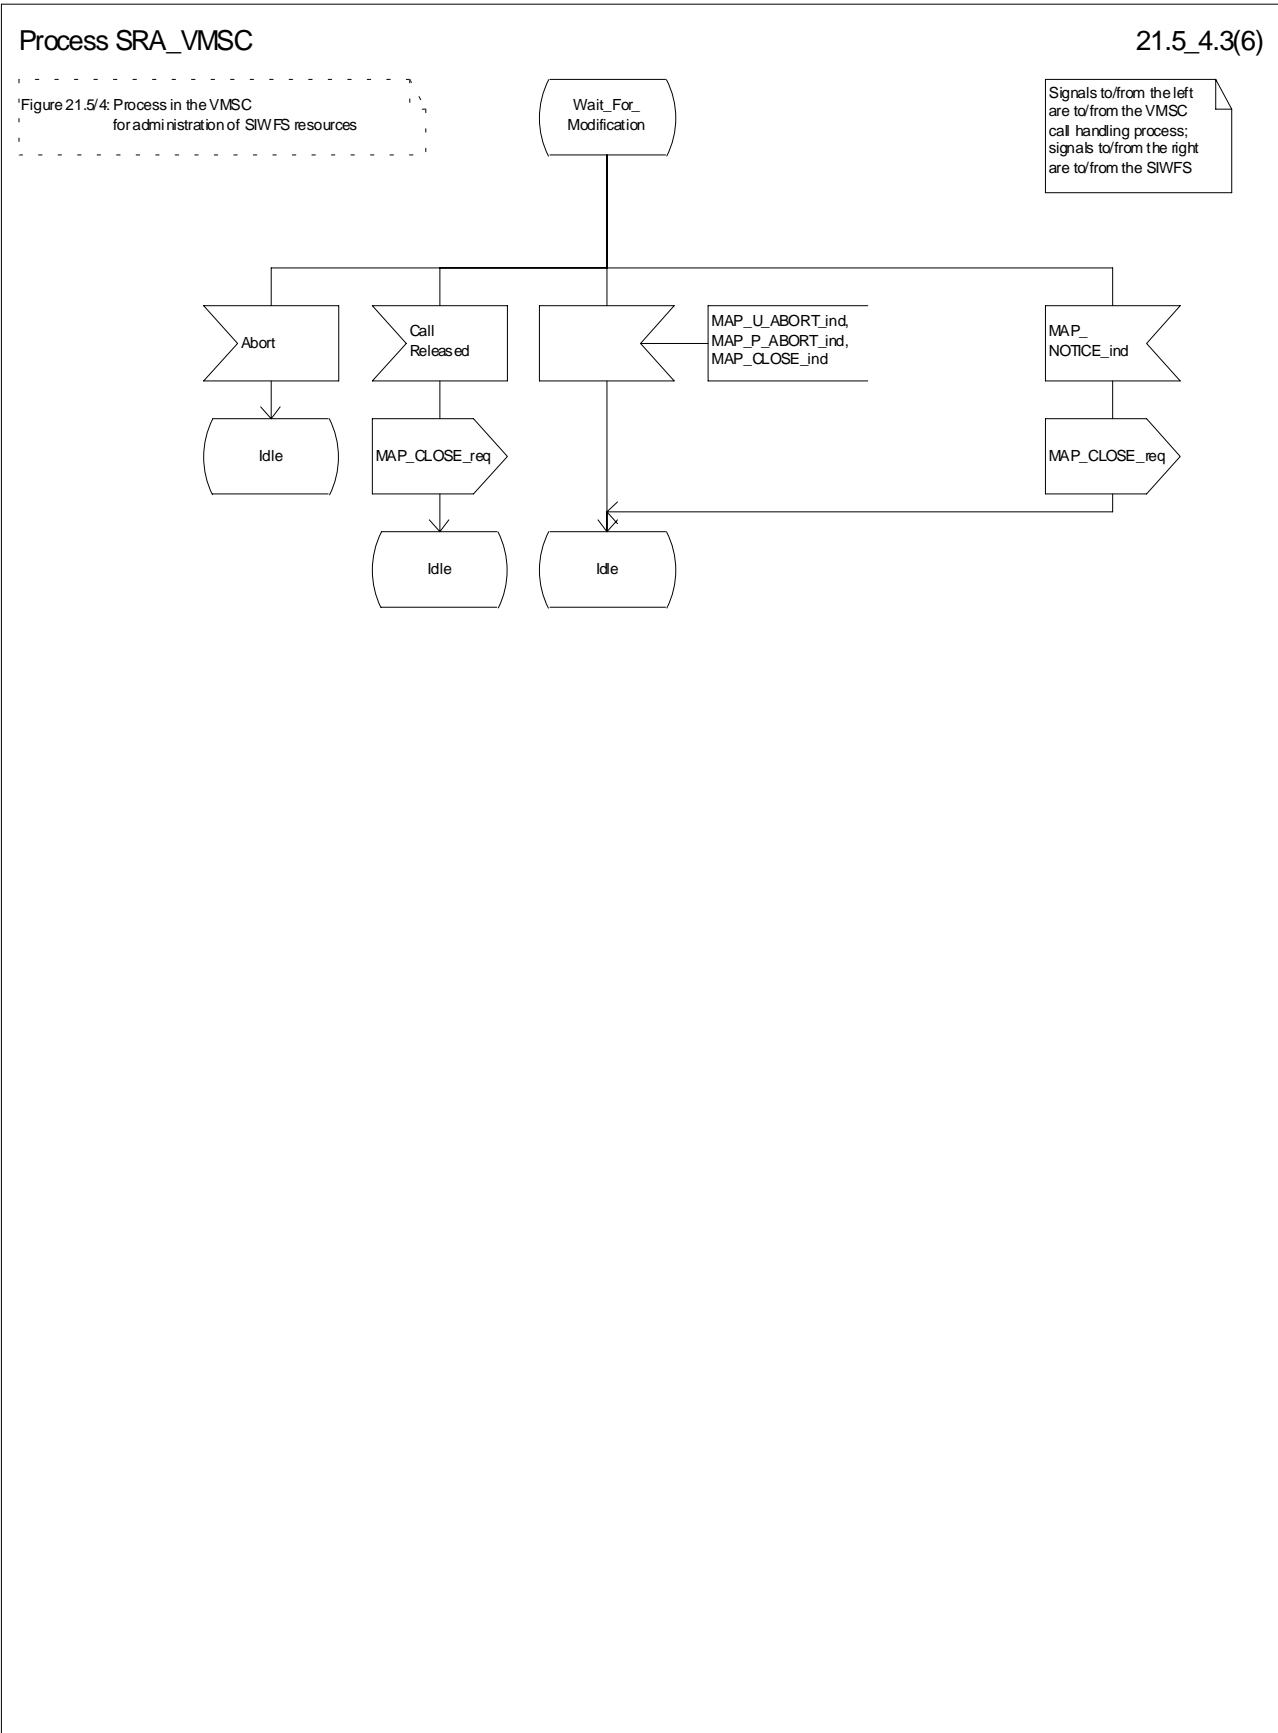 Process SRA_VMSC
21.5_4.3(6)
Figure 21.5/4: Process in the VMSC
for administration of SIWFS resources
Wait_For_
Modification
Signals to/from the left
are to/from the VMSC
call handling process;
signals to/from the right
are to/from the SIWFS
Abort
Call
Released
MAP_U_ABORT_ind,
MAP_P_ABORT_ind,
MAP_CLOSE_ind
MAP_
NOTICE_ind
Idle
MAP_CLOSE_req
MAP_CLOSE_req
Idle
Idle